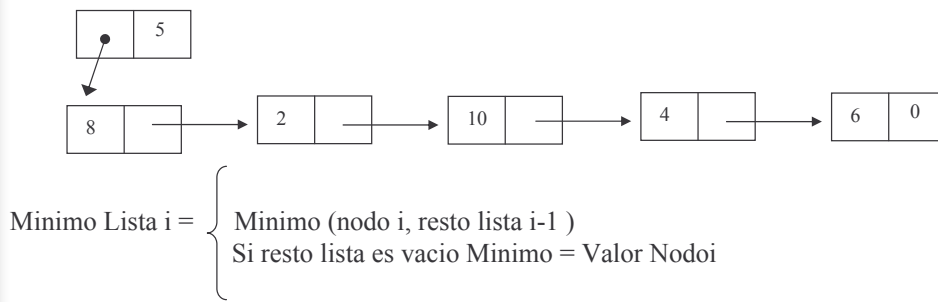 5
8 2 10 4 6 0
Minimo Lista i = Minimo (nodo i, resto lista i-1 )
Si resto lista es vacio Minimo = Valor Nodoi